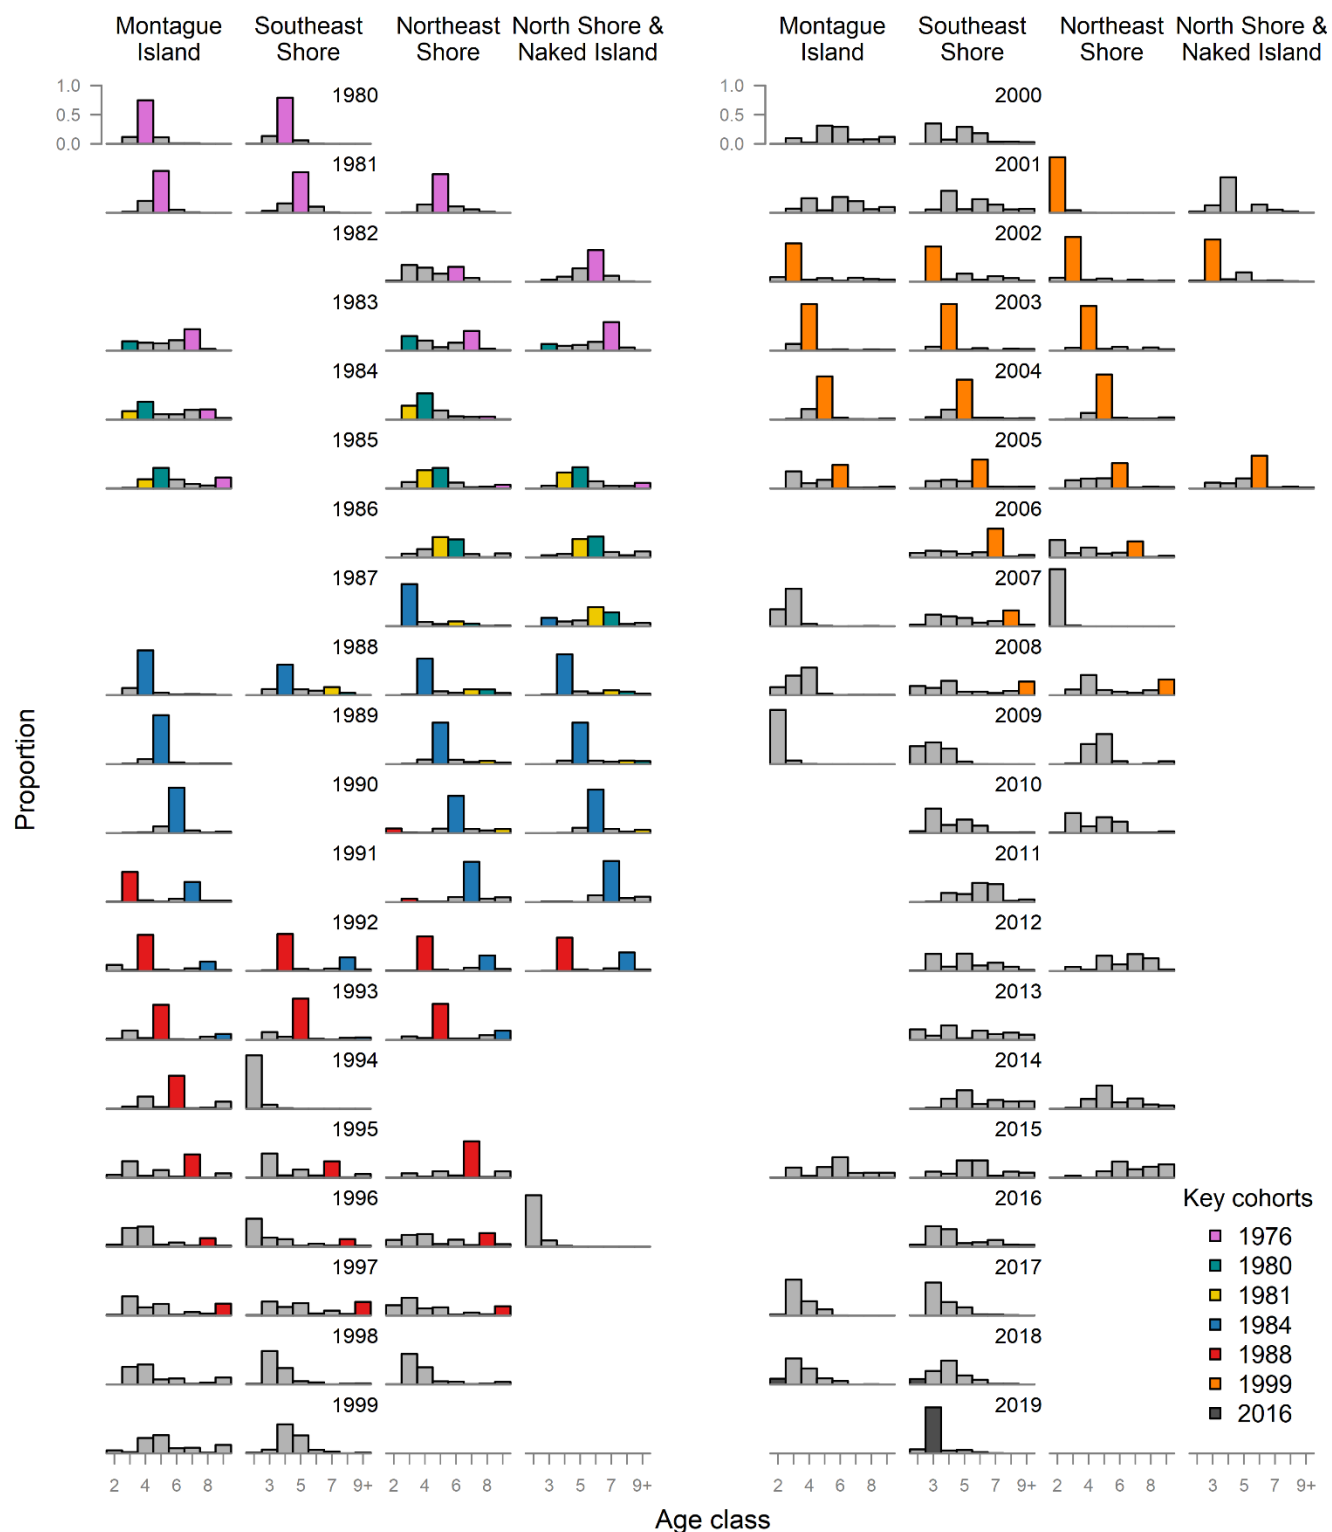 Montague Island
Southeast Shore
Northeast Shore
North Shore & Naked Island
Montague Island
Southeast Shore
Northeast Shore
North Shore & Naked Island
1.0
0.5
0.0
1980
1981
1982
1983
1984
1985
1986
1987
1988
1989
1990
1991
1992
1993
1994
1995
1996
1997
1998
1999
1.0
0.5
0.0
2000
2001
2002
2003
2004
2005
2006
2007
2008
2009
2010
2011
2012
2013
2014
2015
2016
2017
2018
2019
Proportion
Key cohorts
1976
1980
1981
1984
1988
1999
2016
2 4 6 8
3 5 7 9+
2 4 6 8
3 5 7 9+
2 4 6 8
3 5 7 9+
2 4 6 8
3 5 7 9+
Age class